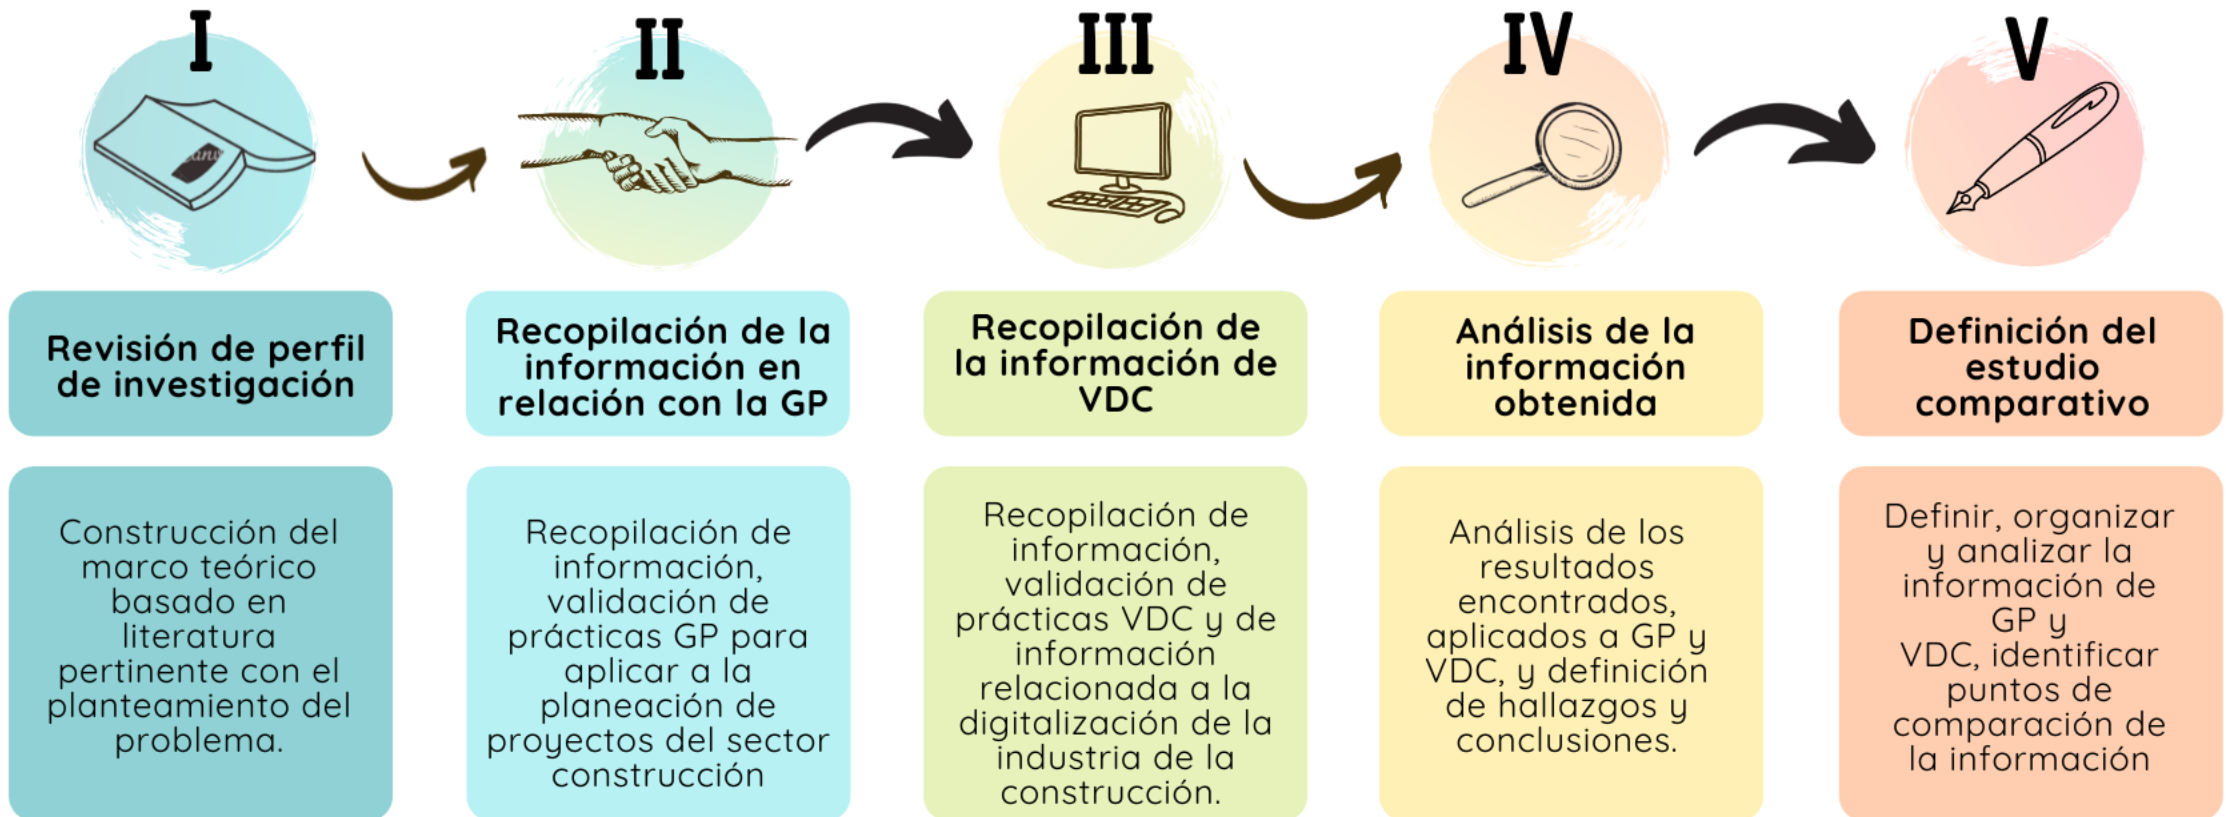 I
II
III
IV
V
Revisión de perfil
de investigación
Recopilación de la
información en
relación con la GP
Recopilación de
la información de
VDC
Análisis de la
información
obtenida
Definición del
estudio
comparativo
Construcción del
marco teórico
basado en
literatura
pertinente con el
planteamiento del
problema.
Recopilación de
información,
validación de
prácticas GP para
aplicar a la
planeación de
proyectos del sector
construcción
Recopilación de
información,
validación de
prácticas VDC y de
información
relacionada a la
digitalización de la
industria de la
construcción.
Análisis de los
resultados
encontrados,
aplicados a GP y
VDC, y definición
de hallazgos y
conclusiones.
Definir, organizar
y analizar la
información de
GP y
VDC, identificar
puntos de
comparación de
la información